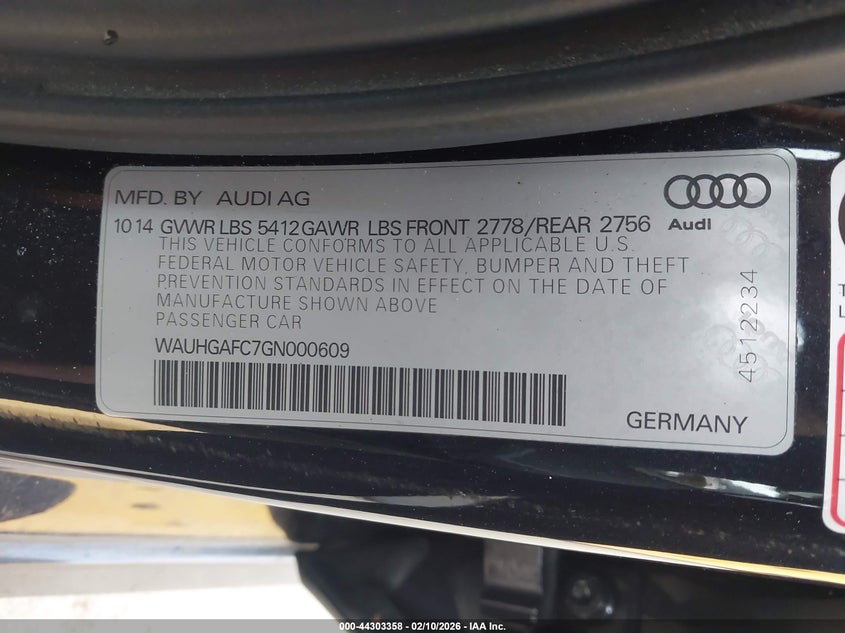 MFD. BY AUDI AG
Audi
10 14 GVWR LBS 5412 GAWR LBS FRONT 2778/REAR 2756
THIS VEHICLE CONFORMS TO ALL APPLICABLE U.S.
FEDERAL MOTOR VEHICLE SAFETY, BUMPER AND THEFT
PREVENTION STANDARDS IN EFFECT ON THE DATE OF
MANUFACTURE SHOWN ABOVE
PASSENGER CAR
WAUHGAFC7GN000609
4512234
GERMANY
000-44303358 - 02/10/2026 - IAA Inc.